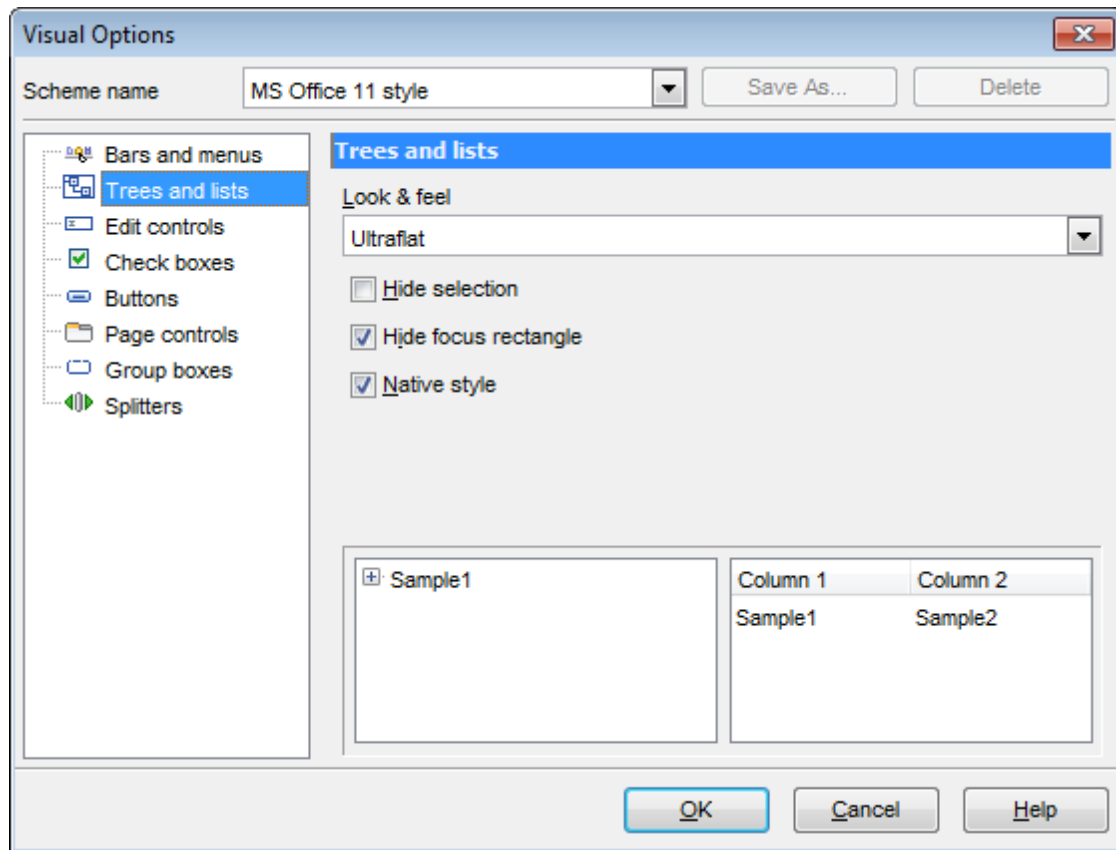 Visual Options
Scheme name MS Office 11 style Save As... Delete
Bars and menus
Trees and lists
Edit controls
Check boxes
Buttons
Page controls
Group boxes
Splitters
Trees and lists
Look & feel
Ultraflat
Hide selection
Hide focus rectangle
Native style
Sample1
Column 1 Column 2
Sample1 Sample2
OK Cancel Help